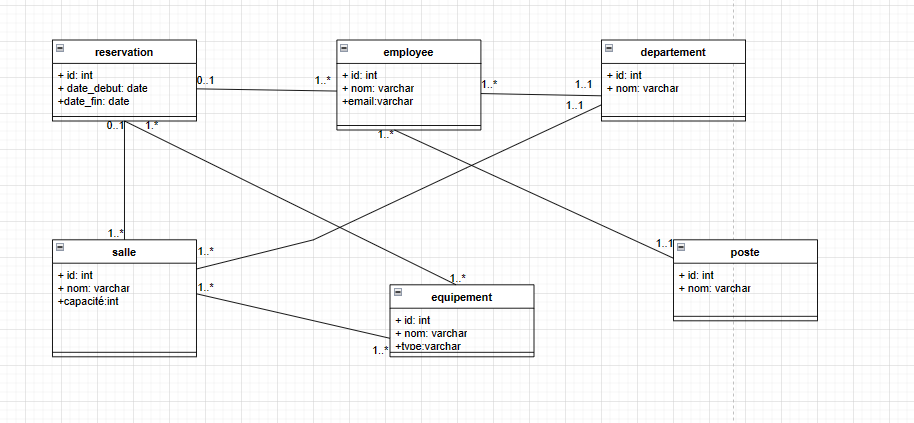 reservation
+ id: int
+ date_debut: date
+date_fin: date
employee
+ id: int
+ nom: varchar
+email:varchar
departement
+ id: int
+ nom: varchar
0..1
1..*
1..*
1..1
1..1
0..1
1.*
1..*
1..*
1..*
1..1
salle
+ id: int
+ nom: varchar
+capacité:int
1..*
1..*
1..*
equipement
+ id: int
+ nom: varchar
+type:varchar
poste
+ id: int
+ nom: varchar